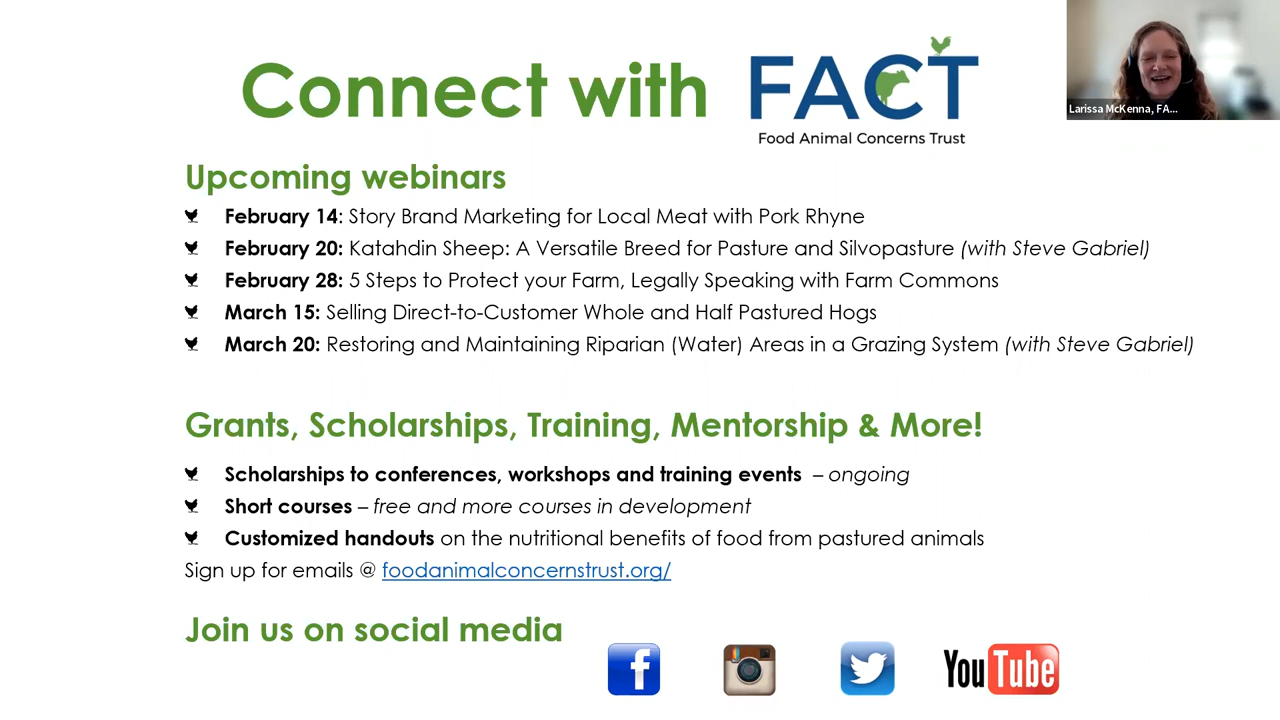 Connect with FACT
Food Animal Concerns Trust
Larissa McKenna, FA...
Upcoming webinars
February 14: Story Brand Marketing for Local Meat with Pork Rhyne
February 20: Katahdin Sheep: A Versatile Breed for Pasture and Silvopasture (with Steve Gabriel)
February 28: 5 Steps to Protect your Farm, Legally Speaking with Farm Commons
March 15: Selling Direct-to-Customer Whole and Half Pastured Hogs
March 20: Restoring and Maintaining Riparian (Water) Areas in a Grazing System (with Steve Gabriel)
Grants, Scholarships, Training, Mentorship & More!
Scholarships to conferences, workshops and training events – ongoing
Short courses – free and more courses in development
Customized handouts on the nutritional benefits of food from pastured animals
Sign up for emails @ foodanimalconcernstrust.org/
Join us on social media
f
YouTube